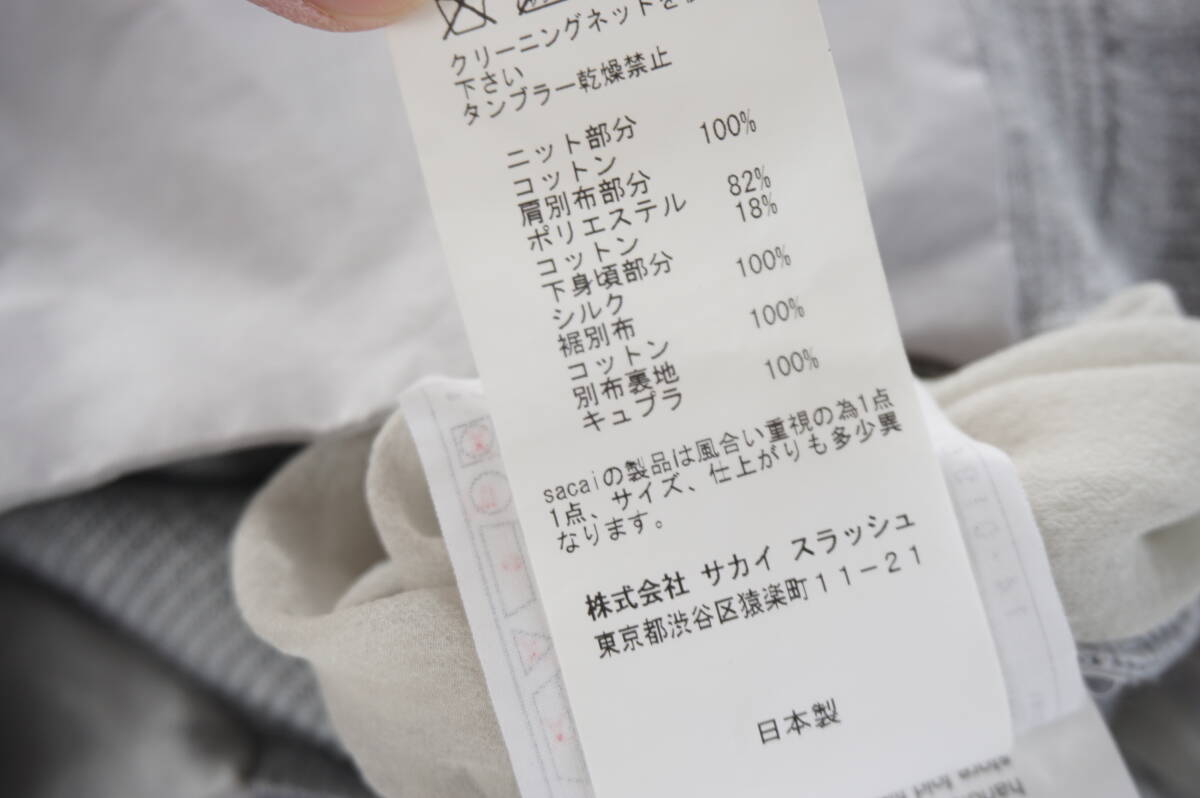 クリーニングネットを
下さい
タンブラー乾燥禁止
ニット部分
コットン 100%
肩別布部分
ポリエステル 82%
コットン 18%
下身頃部分
シルク 100%
裾別布
コットン 100%
別布裏地
キュプラ 100%
sacaiの製品は風合い重視の為1点
1点、サイズ、仕上がりも多少異
なります。
株式会社 サカイ スラッシュ
東京都渋谷区猿楽町11-21
日本製